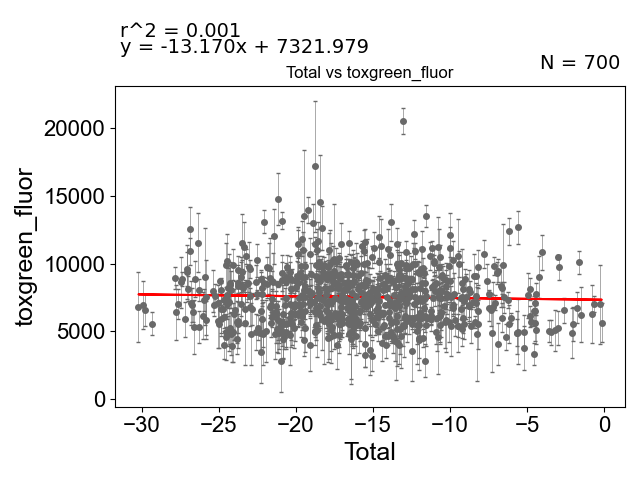 r^2 = 0.001
y = -13.170x + 7321.979
N = 700
Total vs toxgreen_fluor
toxgreen_fluor
20000
15000
10000
5000
0
−30
−25
−20
−15
−10
−5
0
Total